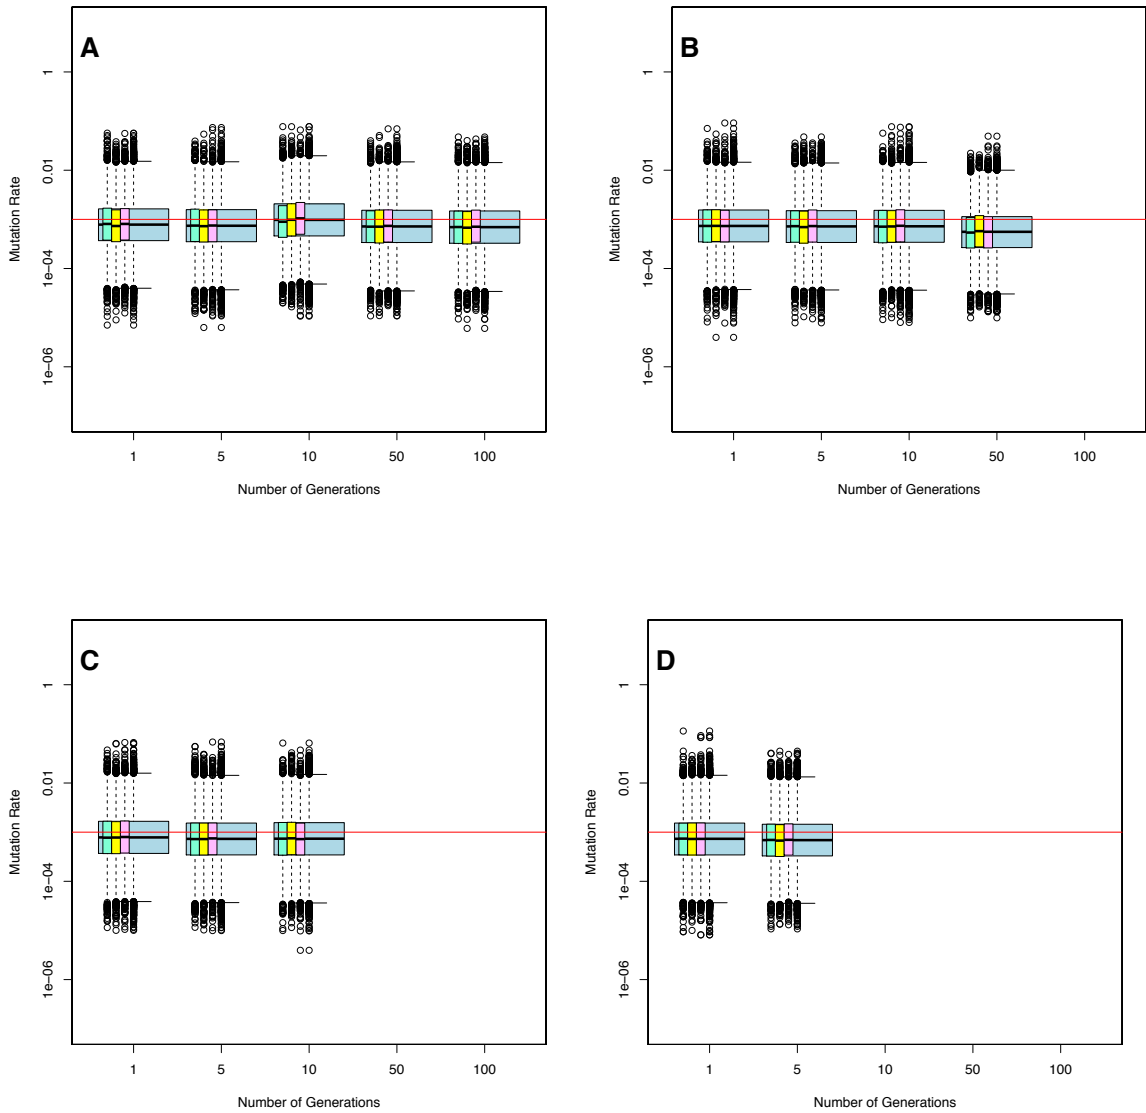 A
Mutation Rate
1
0.01
1e-04
1e-06
1 5 10 50 100
Number of Generations
B
Mutation Rate
1
0.01
1e-04
1e-06
1 5 10 50 100
Number of Generations
C
Mutation Rate
1
0.01
1e-04
1e-06
1 5 10 50 100
Number of Generations
D
Mutation Rate
1
0.01
1e-04
1e-06
1 5 10 50 100
Number of Generations